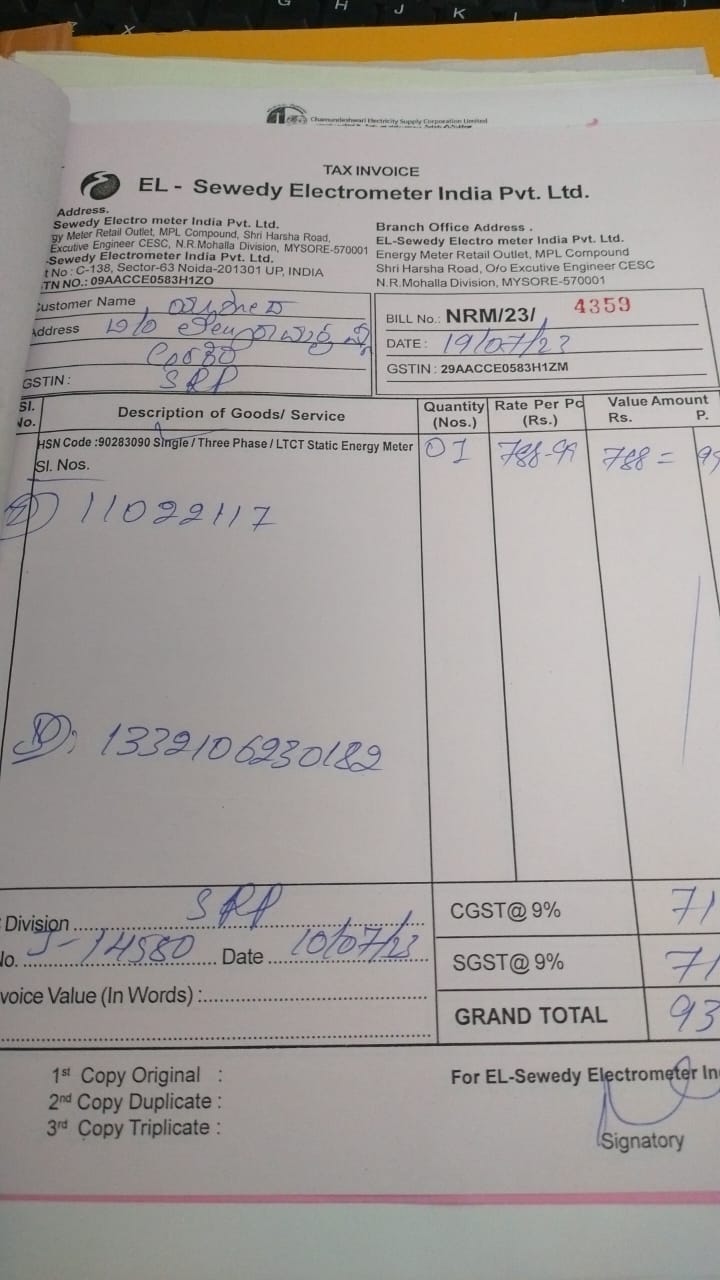 Chamundeshwari Electricity Supply Corporation Limited
TAX INVOICE
EL - Sewedy Electrometer India Pvt. Ltd.
Address.
Sewedy Electro meter India Pvt. Ltd.
gy Meter Retail Outlet, MPL Compound, Shri Harsha Road,
Excutive Engineer CESC, N.R.Mohalla Division, MYSORE-570001
-Sewedy Electrometer India Pvt. Ltd.
t No : C-138, Sector-63 Noida-201301 UP, INDIA
TN NO.: 09AACCE0583H1ZO
Branch Office Address .
EL-Sewedy Electro meter India Pvt. Ltd.
Energy Meter Retail Outlet, MPL Compound
Shri Harsha Road, O/o Excutive Engineer CESC
N.R.Mohalla Division, MYSORE-570001
Customer Name
Address
GSTIN : SRP
BILL No.: NRM/23/ 4359
DATE : 19/07/23
GSTIN : 29AACCE0583H1ZM
Sl. No. Description of Goods/ Service Quantity (Nos.) Rate Per Pc (Rs.) Value Amount Rs. P.
HSN Code :90283090 Single / Three Phase / LTCT Static Energy Meter 01 788-99 788= 99
Sl. Nos.
11022117
1332106230182
Division SRP CGST@ 9% 71
No. J-14580 Date 10/07/23 SGST@ 9% 71
voice Value (In Words) : GRAND TOTAL 93
1st Copy Original :
2nd Copy Duplicate :
3rd Copy Triplicate :
For EL-Sewedy Electrometer In
Signatory